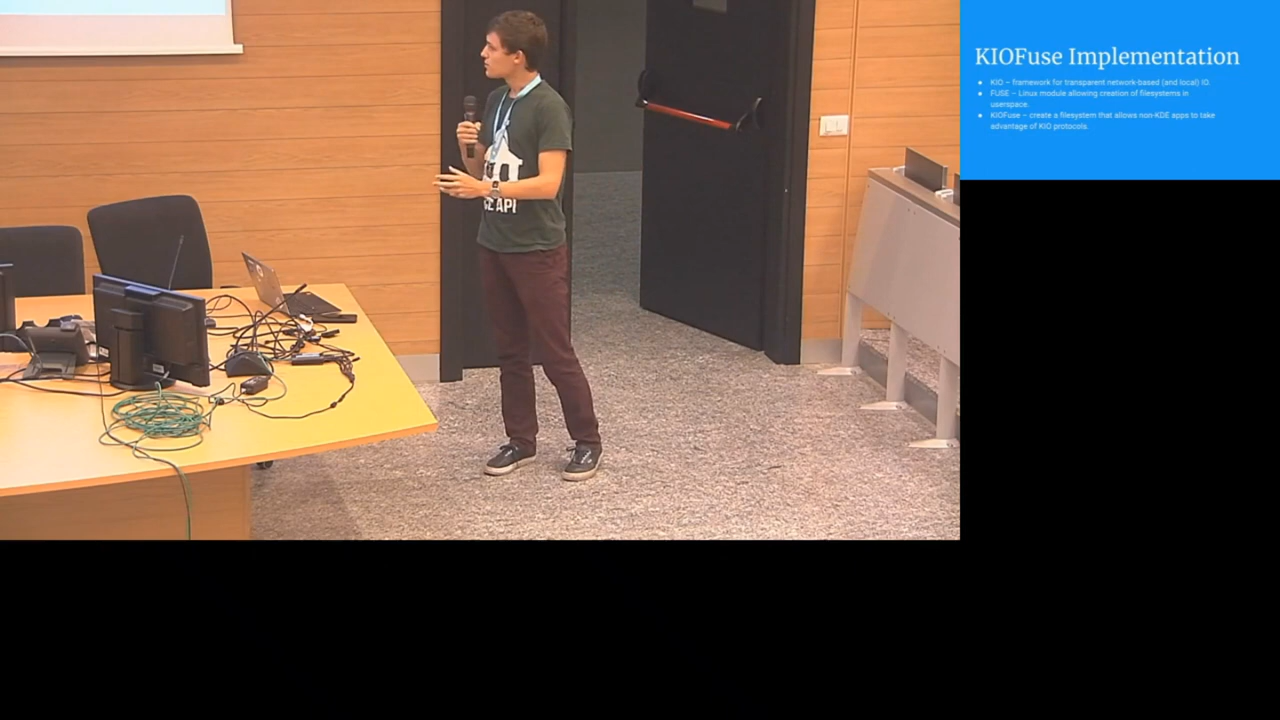 KIOFuse Implementation
● KIO – framework for transparent network-based (and local) IO.
● FUSE – Linux module allowing creation of filesystems in
userspace.
● KIOFuse – create a filesystem that allows non-KDE apps to take
advantage of KIO protocols.
API